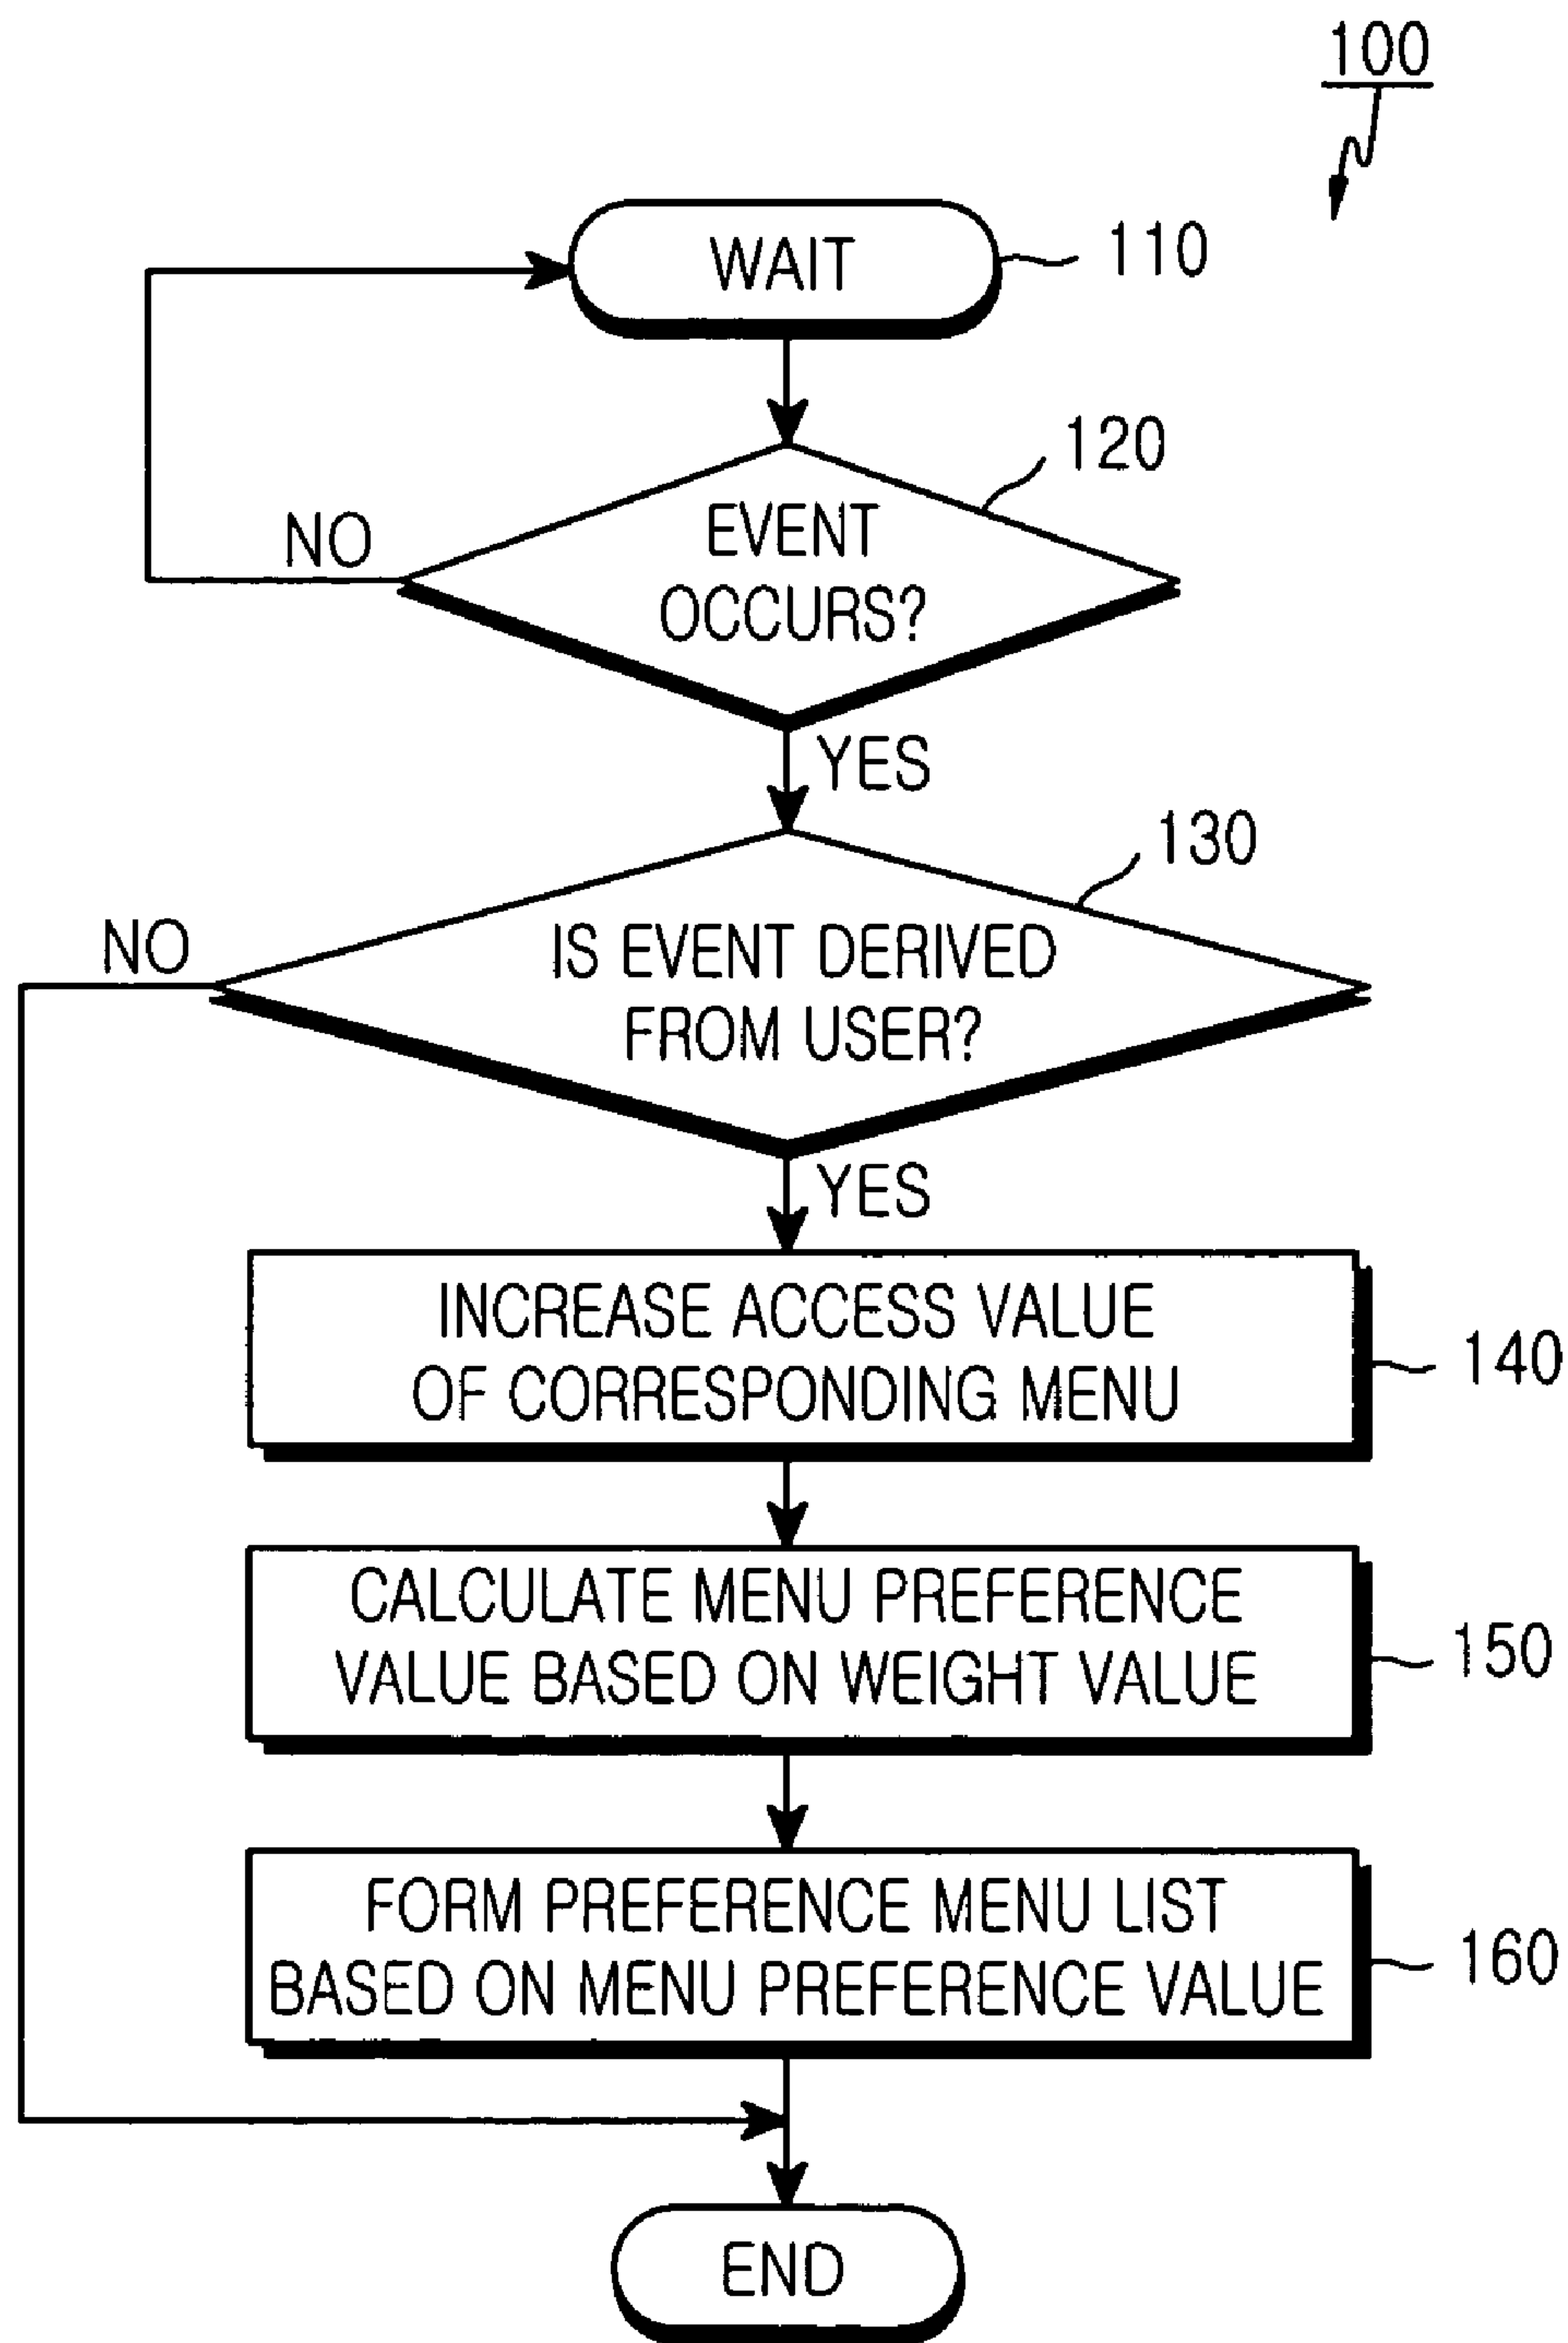 100
WAIT
110
120
EVENT
OCCURS?
NO
YES
130
NO
IS EVENT DERIVED
FROM USER?
YES
INCREASE ACCESS VALUE
OF CORRESPONDING MENU
140
CALCULATE MENU PREFERENCE
VALUE BASED ON WEIGHT VALUE
150
FORM PREFERENCE MENU LIST
BASED ON MENU PREFERENCE VALUE
160
END